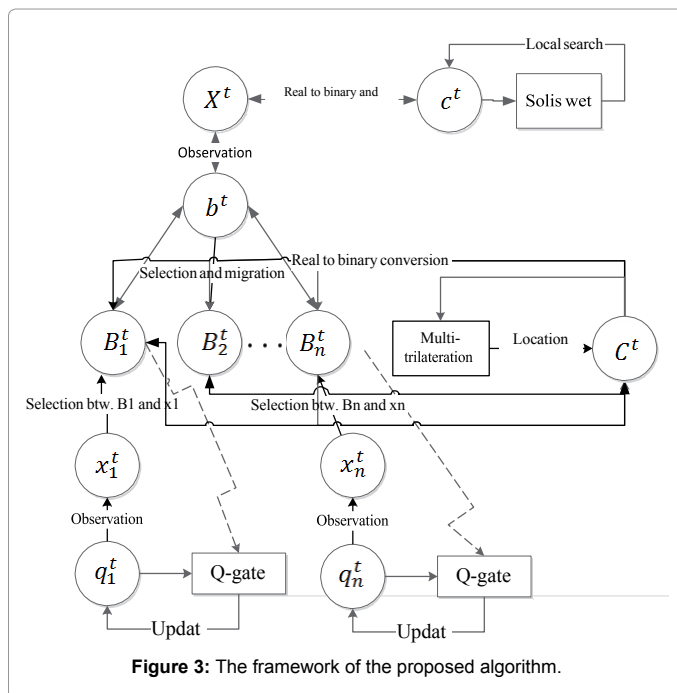 Local search
X^t
Real to binary and
c^t
Solis wet
Observation
b^t
Real to binary conversion
Selection and migration
B_1^t
B_2^t
...
B_n^t
Multi-
trilateration
Location
C^t
Selection btw. B1 and x1
Selection btw. Bn and xn
x_1^t
x_n^t
Observation
Observation
q_1^t
Q-gate
q_n^t
Q-gate
Updat
Updat
Figure 3: The framework of the proposed algorithm.